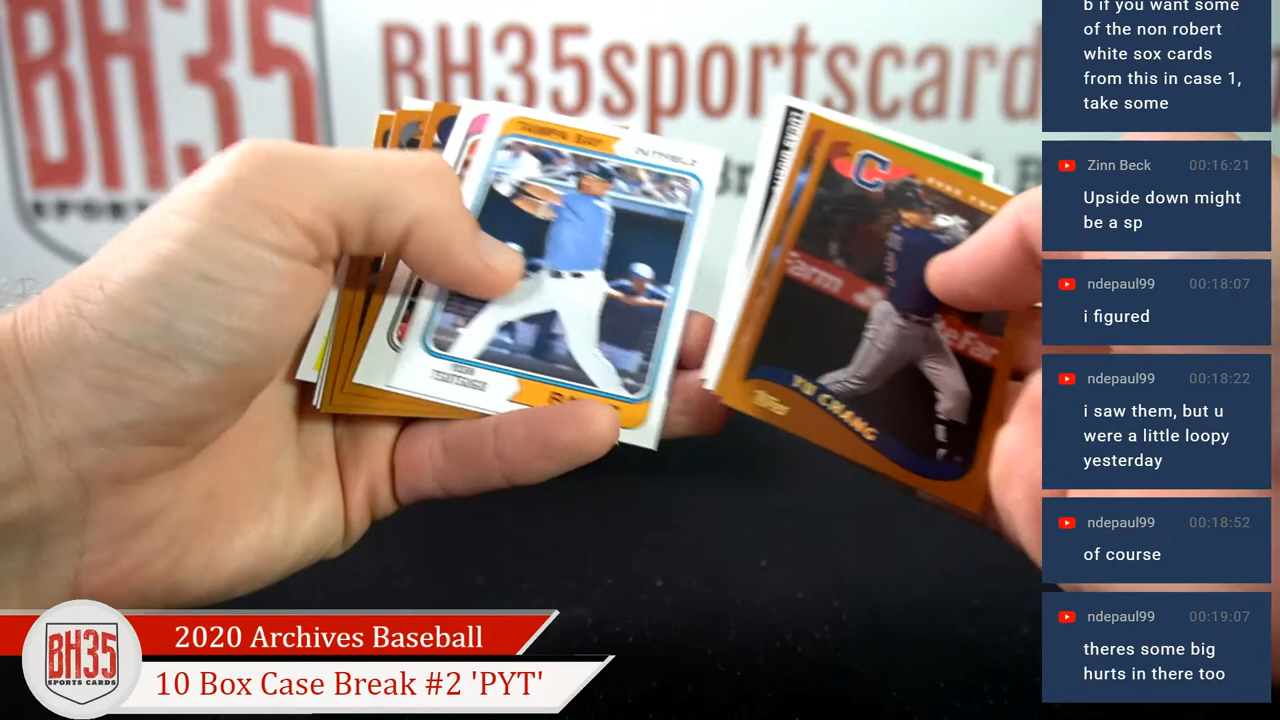 BH35
SPORTS
BH35sportscard
TAMPA BAY
C
Farm
eFar
YU CHANG
Topps
b if you want some
of the non robert
white sox cards
from this in case 1,
take some
Zinn Beck 00:16:21
Upside down might
be a sp
ndepaul99 00:18:07
i figured
ndepaul99 00:18:22
i saw them, but u
were a little loopy
yesterday
ndepaul99 00:18:52
of course
ndepaul99 00:19:07
theres some big
hurts in there too
BH35
SPORTS CARDS
2020 Archives Baseball
10 Box Case Break #2 'PYT'